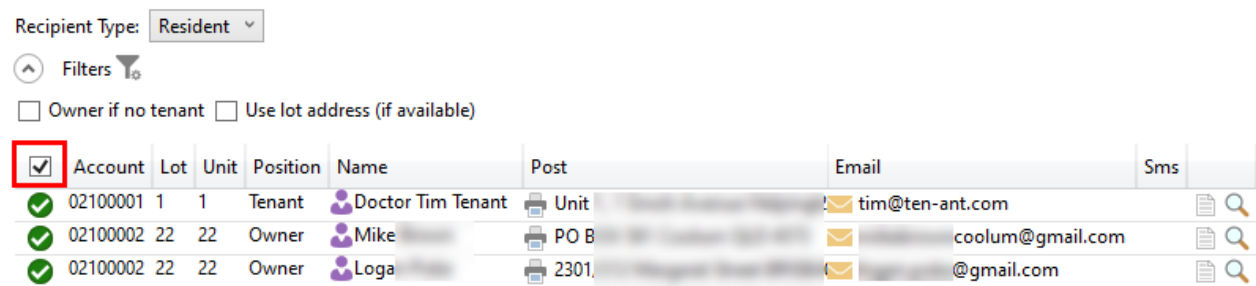 Recipient Type: Resident
Filters
Owner if no tenant Use lot address (if available)
Account Lot Unit Position Name Post Email Sms
02100001 1 1 Tenant Doctor Tim Tenant Unit tim@ten-ant.com
02100002 22 22 Owner Mike PO B coolum@gmail.com
02100002 22 22 Owner Loga 2301, @gmail.com